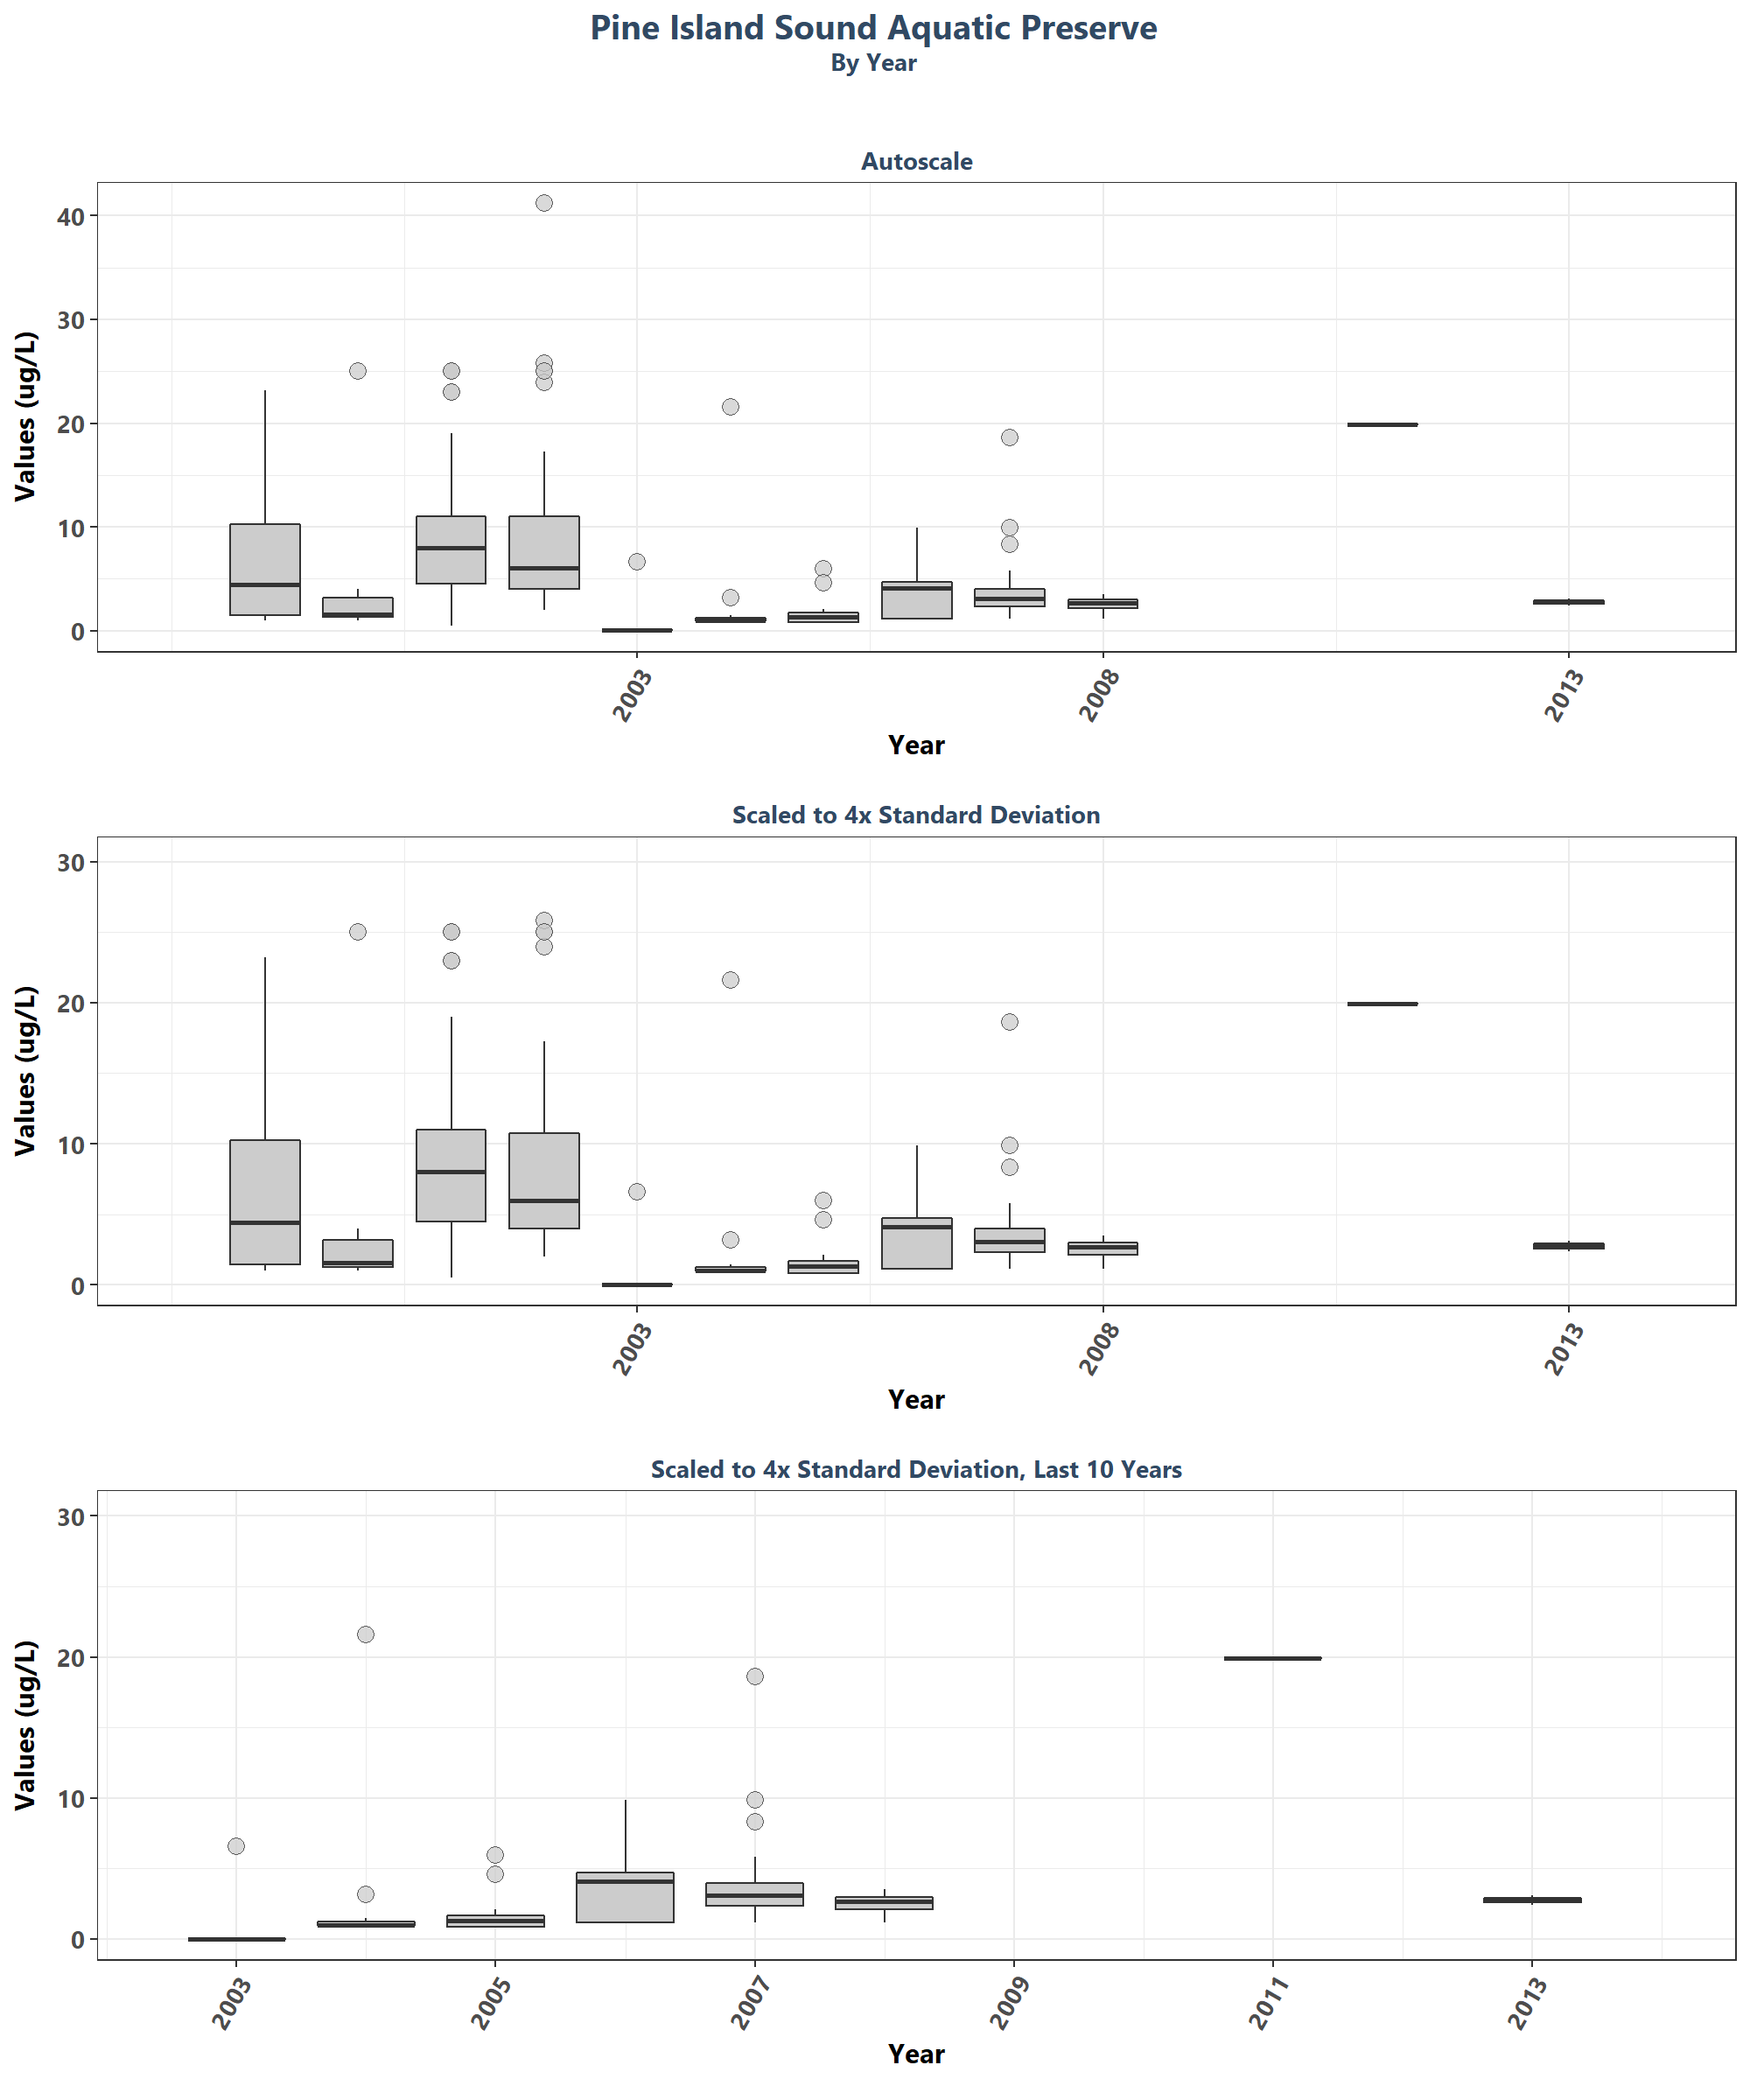 Pine Island Sound Aquatic Preserve
By Year
Autoscale
Values (ug/L)
40
30
20
10
0
2003
2008
2013
Year
Scaled to 4x Standard Deviation
Values (ug/L)
30
20
10
0
2003
2008
2013
Year
Scaled to 4x Standard Deviation, Last 10 Years
Values (ug/L)
30
20
10
0
2003
2005
2007
2009
2011
2013
Year